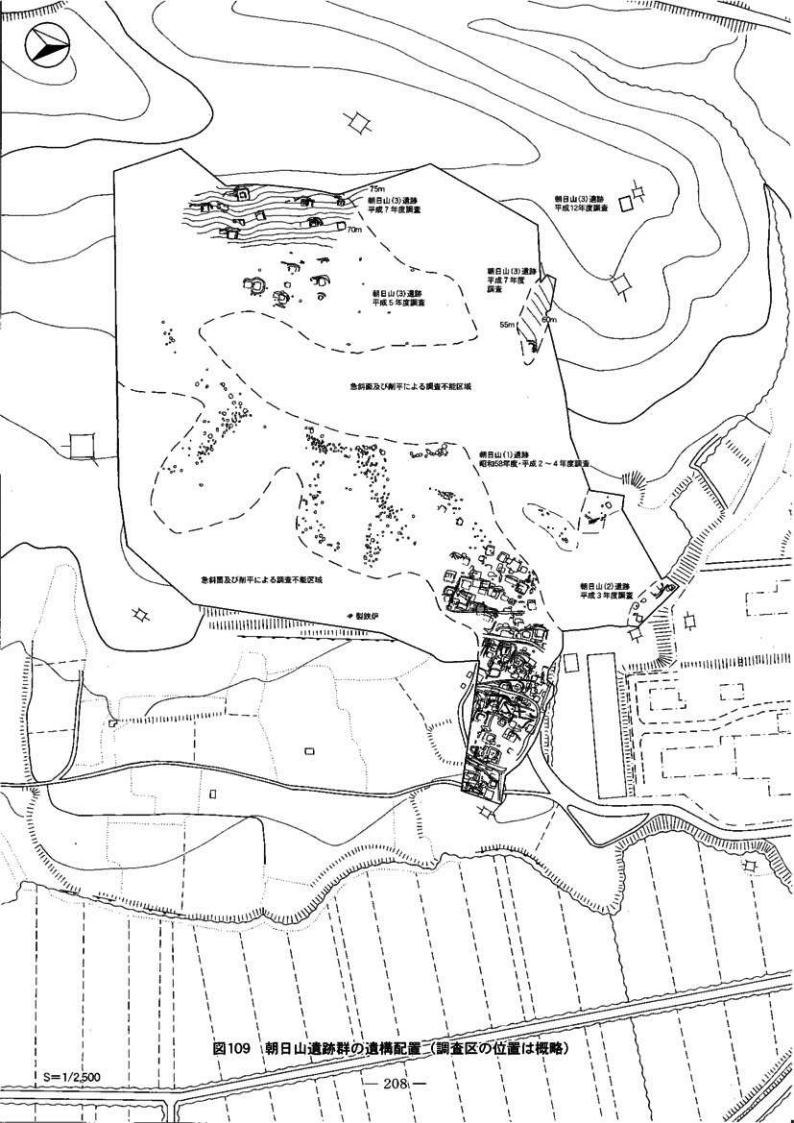 75m
朝日山(3)遺跡
平成7年度調査
70m
朝日山(3)遺跡
平成12年度調査
朝日山(3)遺跡
平成7年度
調査
朝日山(3)遺跡
平成5年度調査
55m
60m
急斜面及び削平による調査不能区域
朝日山(1)遺跡
昭和58年度・平成2～4年度調査
急斜面及び削平による調査不能区域
朝日山(2)遺跡
平成3年度調査
製鉄炉
図109 朝日山遺跡群の遺構配置（調査区の位置は概略）
S=1/2,500
— 208 —